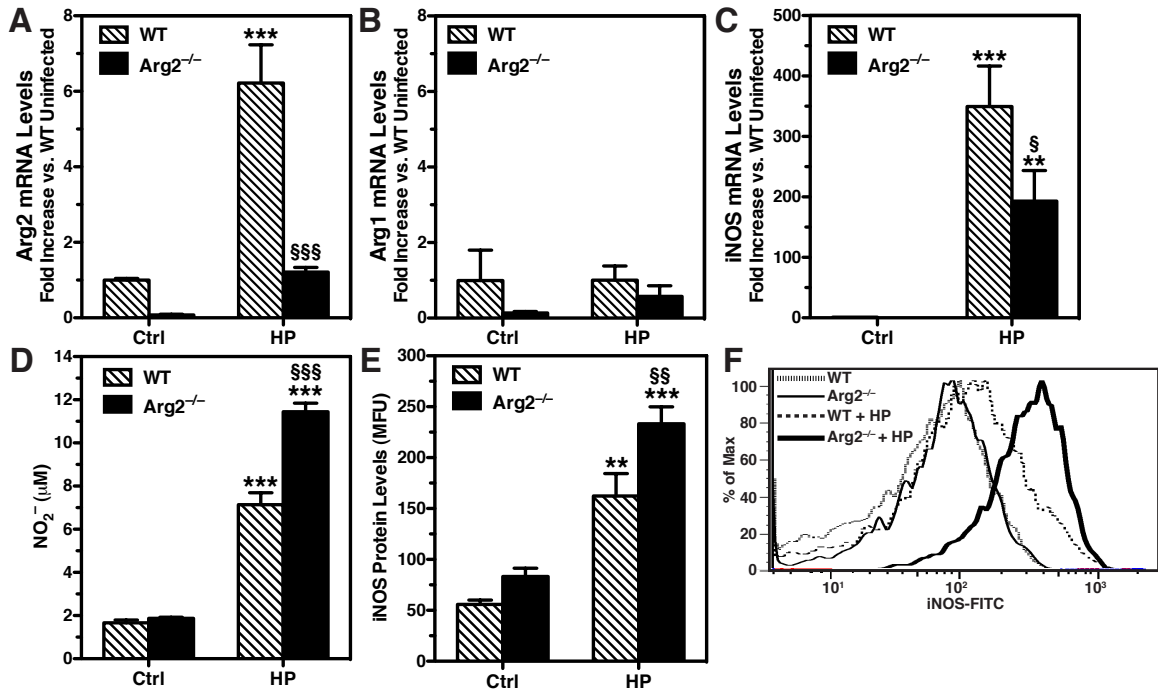 A
Arg2 mRNA Levels
Fold Increase vs. WT Uninfected
8
6
4
2
0
WT
Arg2–/–
***
§§§
Ctrl
HP
B
Arg1 mRNA Levels
Fold Increase vs. WT Uninfected
8
6
4
2
0
WT
Arg2–/–
Ctrl
HP
C
iNOS mRNA Levels
Fold Increase vs. WT Uninfected
500
400
300
200
100
0
WT
Arg2–/–
***
§
**
Ctrl
HP
D
NO2– (µM)
14
12
10
8
6
4
2
0
WT
Arg2–/–
***
§§§
***
Ctrl
HP
E
iNOS Protein Levels (MFU)
300
250
200
150
100
50
0
WT
Arg2–/–
**
§§
***
Ctrl
HP
F
% of Max
100
80
60
40
20
0
WT
Arg2–/–
WT + HP
Arg2–/– + HP
101
102
103
iNOS-FITC